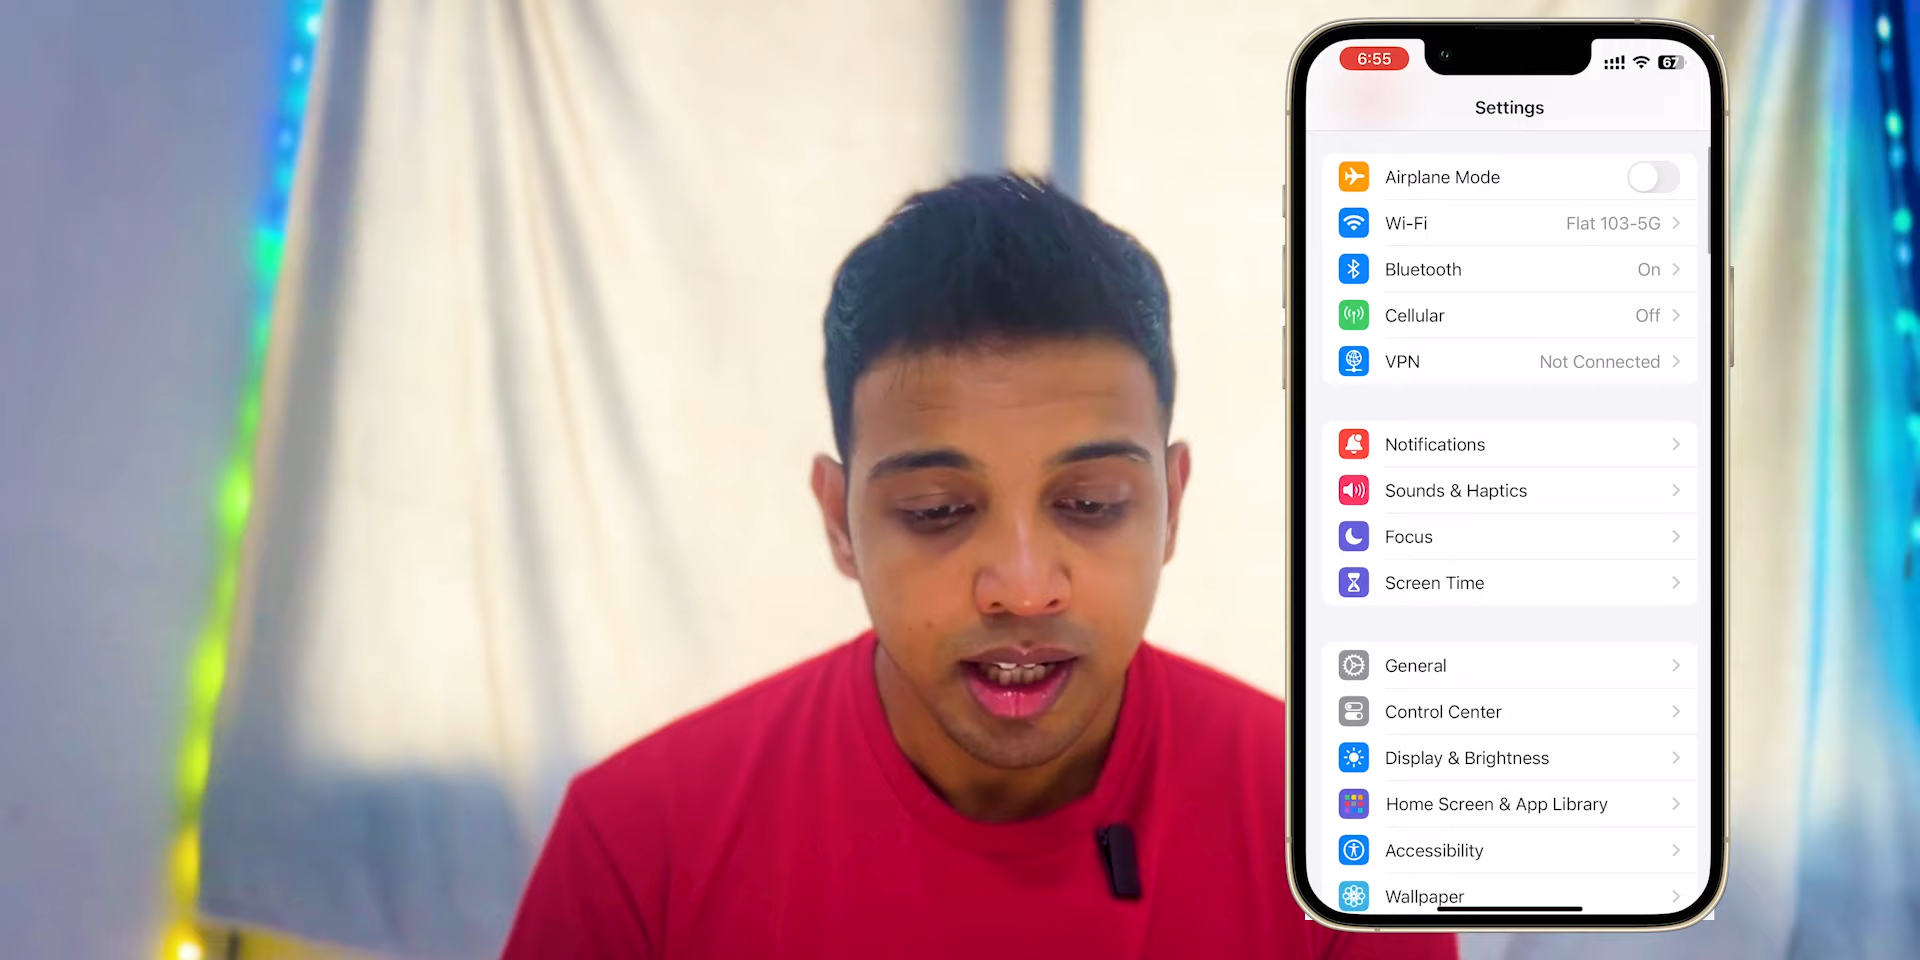 6:55
67
Settings
Airplane Mode
Wi-Fi Flat 103-5G
Bluetooth On
Cellular Off
VPN Not Connected
Notifications
Sounds & Haptics
Focus
Screen Time
General
Control Center
Display & Brightness
Home Screen & App Library
Accessibility
Wallpaper